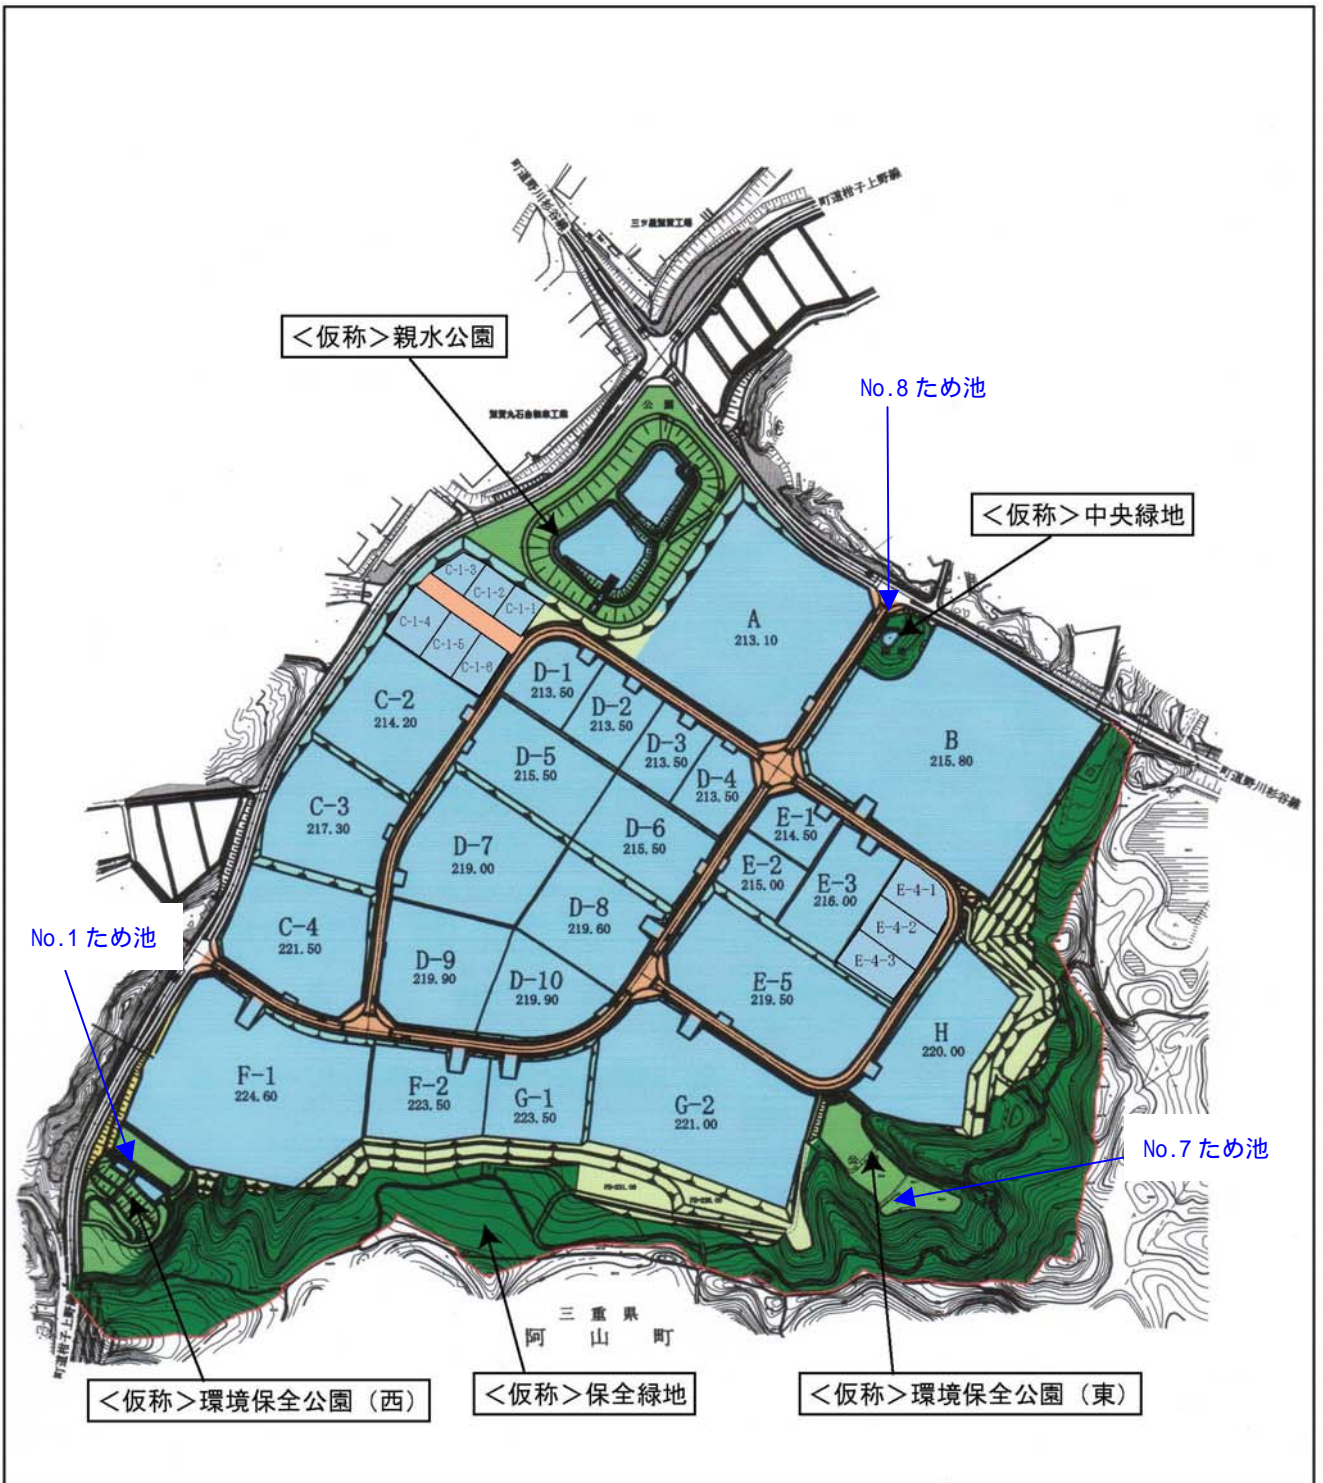 町道野川杉谷線
三ツ星甲賀工場
町道柑子上野線
<仮称>親水公園
No.8 ため池
公 園
<仮称>中央緑地
C-1-3
C-1-2
C-1-1
C-1-4
C-1-5
C-1-6
A
213.10
D-1
213.50
D-2
213.50
D-3
213.50
D-4
213.50
C-2
214.20
B
215.80
町道野川杉谷線
D-5
215.50
C-3
217.30
D-6
215.50
E-1
214.50
D-7
219.00
E-2
215.00
E-3
216.00
E-4-1
E-4-2
E-4-3
D-8
219.60
C-4
221.50
No.1 ため池
D-9
219.90
D-10
219.90
E-5
219.50
H
220.00
F-1
224.60
F-2
223.50
G-1
223.50
G-2
221.00
No.7 ため池
三 重 県
阿 山 町
町道柑子上野
<仮称>環境保全公園（西）
<仮称>保全緑地
<仮称>環境保全公園（東）